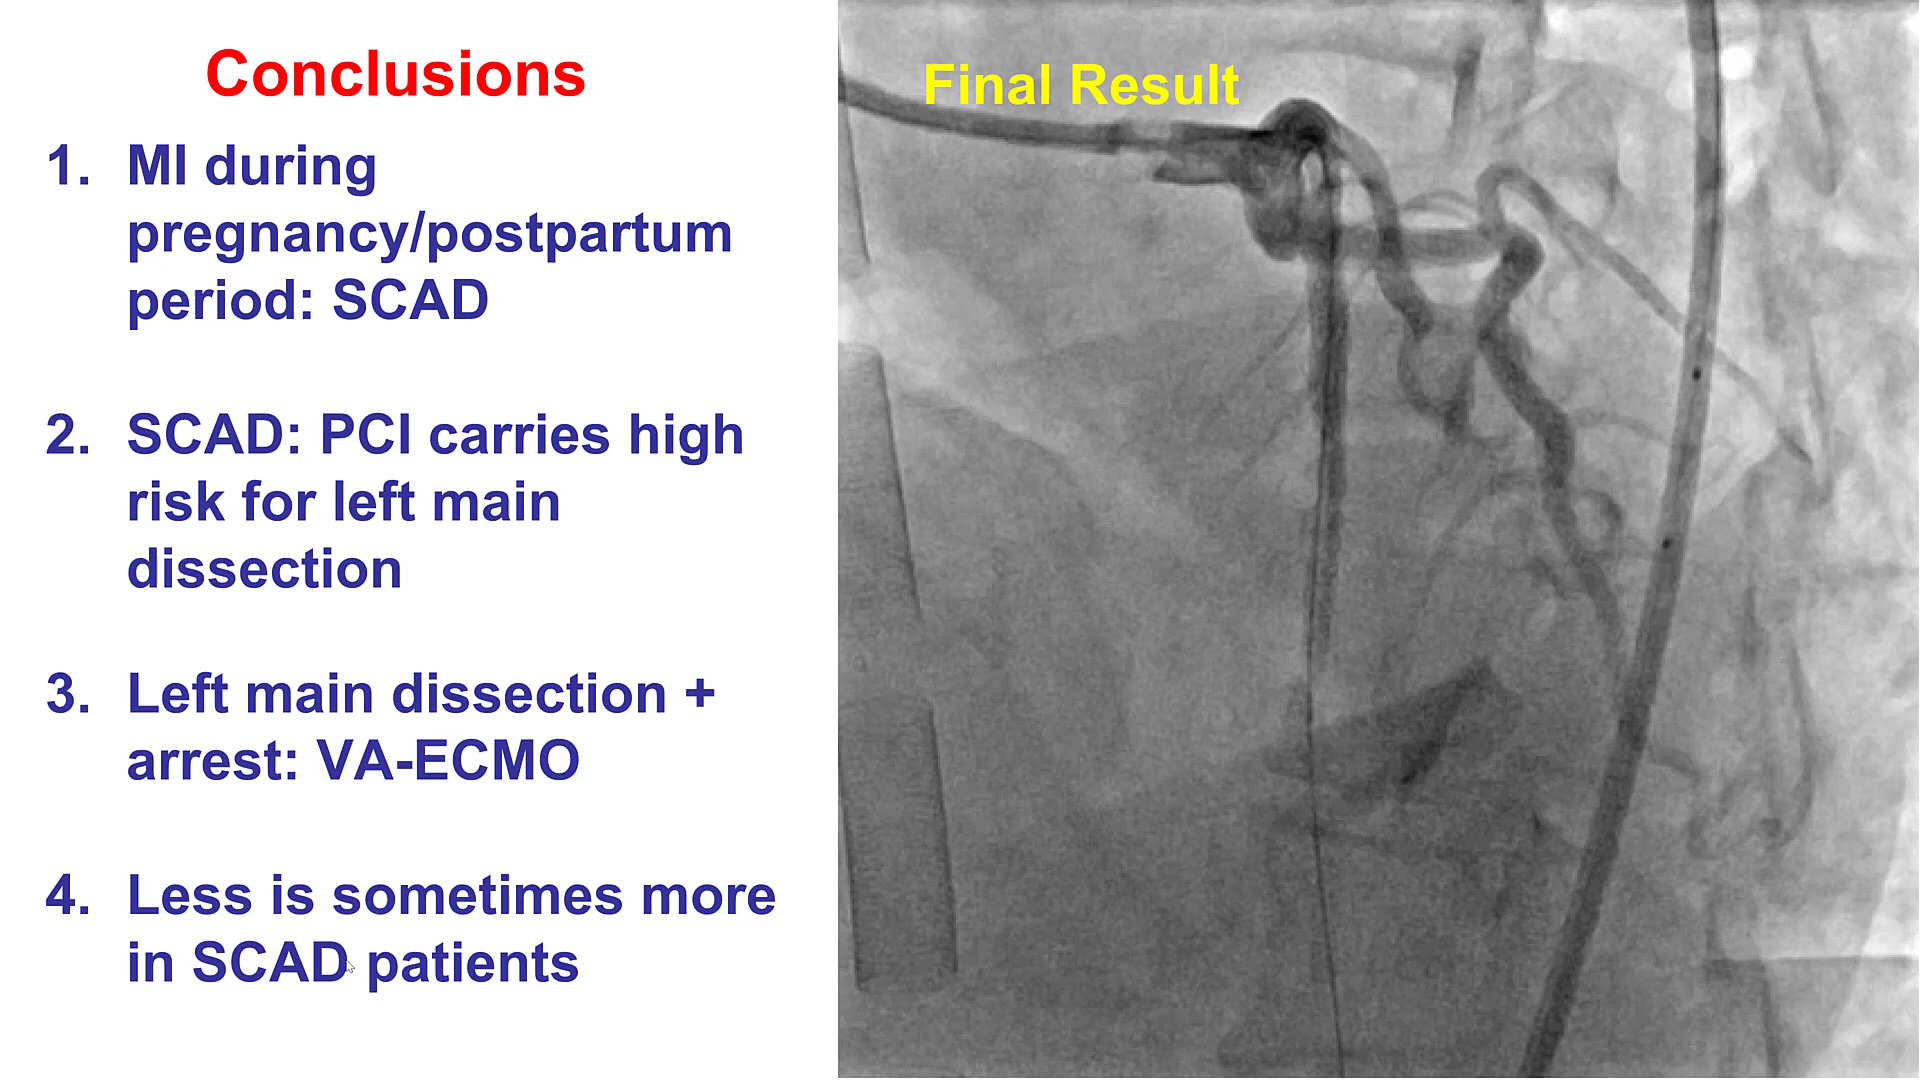 Conclusions
1. MI during
pregnancy/postpartum
period: SCAD
2. SCAD: PCI carries high
risk for left main
dissection
3. Left main dissection +
arrest: VA-ECMO
4. Less is sometimes more
in SCAD patients
Final Result